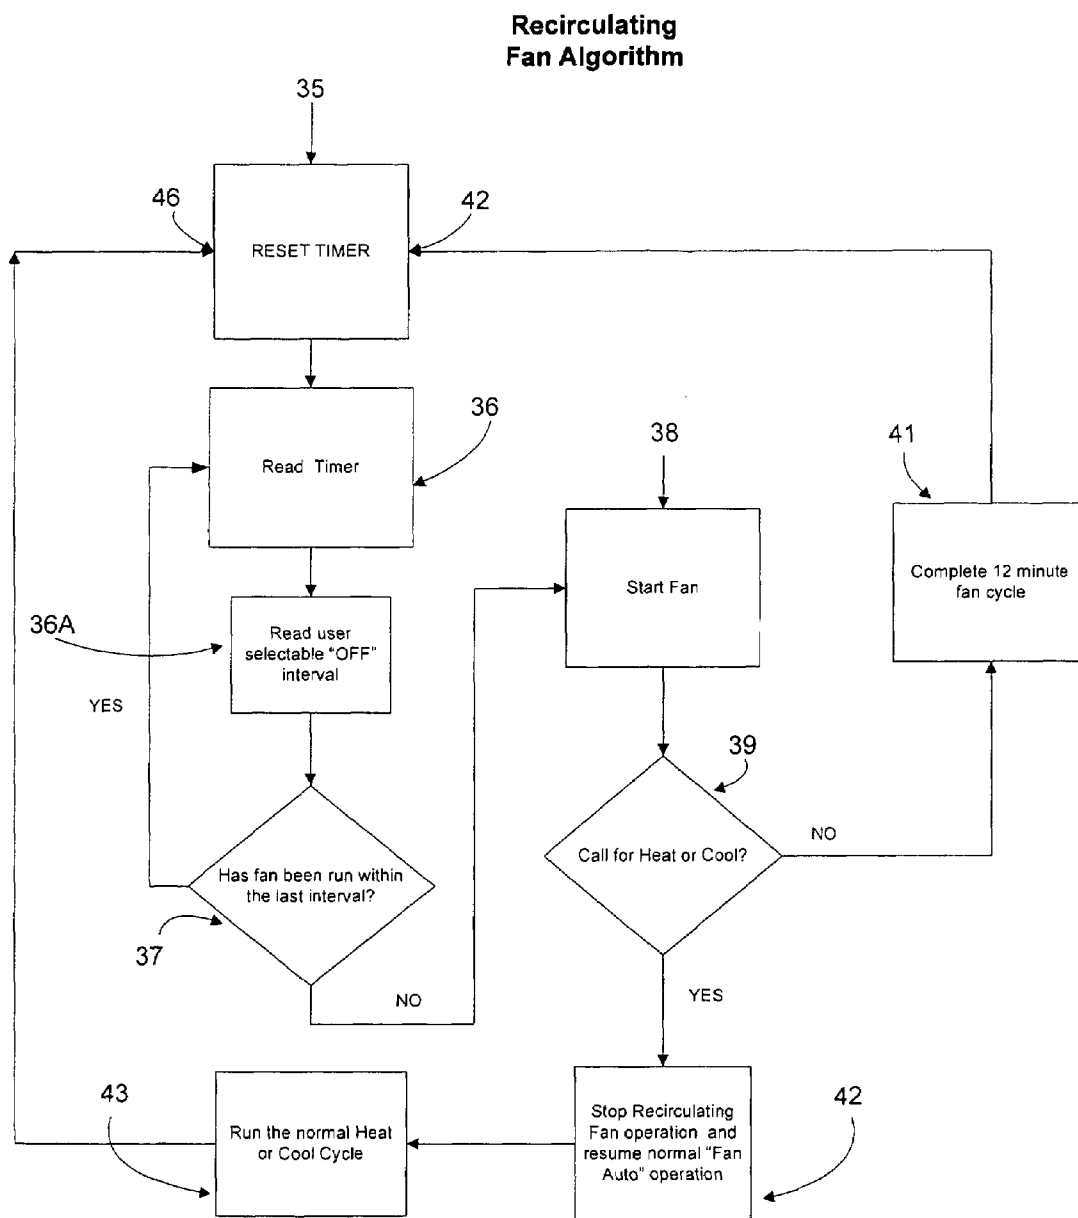 Recirculating
Fan Algorithm
35
46
42
RESET TIMER
36
Read Timer
38
41
Start Fan
Complete 12 minute
fan cycle
36A
Read user
selectable "OFF"
interval
YES
39
Call for Heat or Cool?
NO
Has fan been run within
the last interval?
37
NO
YES
43
Run the normal Heat
or Cool Cycle
Stop Recirculating
Fan operation and
resume normal "Fan
Auto" operation
42